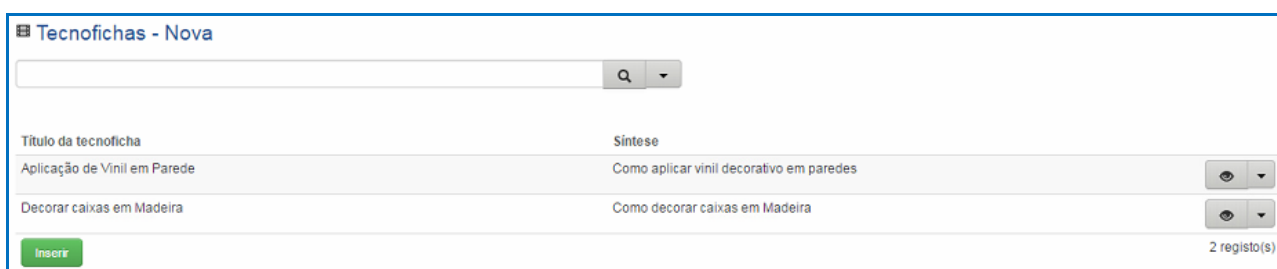 Tecnofichas - Nova
Título da tecnoficha Síntese
Aplicação de Vinil em Parede Como aplicar vinil decorativo em paredes
Decorar caixas em Madeira Como decorar caixas em Madeira
Inserir 2 registo(s)